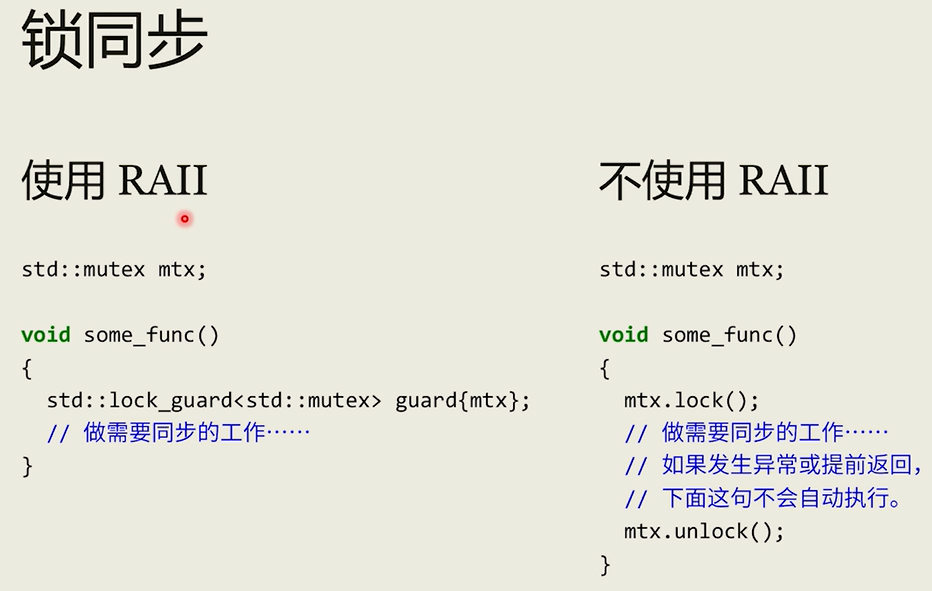 锁同步
使用 RAII
std::mutex mtx;
void some_func()
{
  std::lock_guard<std::mutex> guard{mtx};
  // 做需要同步的工作……
}
不使用 RAII
std::mutex mtx;
void some_func()
{
  mtx.lock();
  // 做需要同步的工作……
  // 如果发生异常或提前返回，
  // 下面这句不会自动执行。
  mtx.unlock();
}